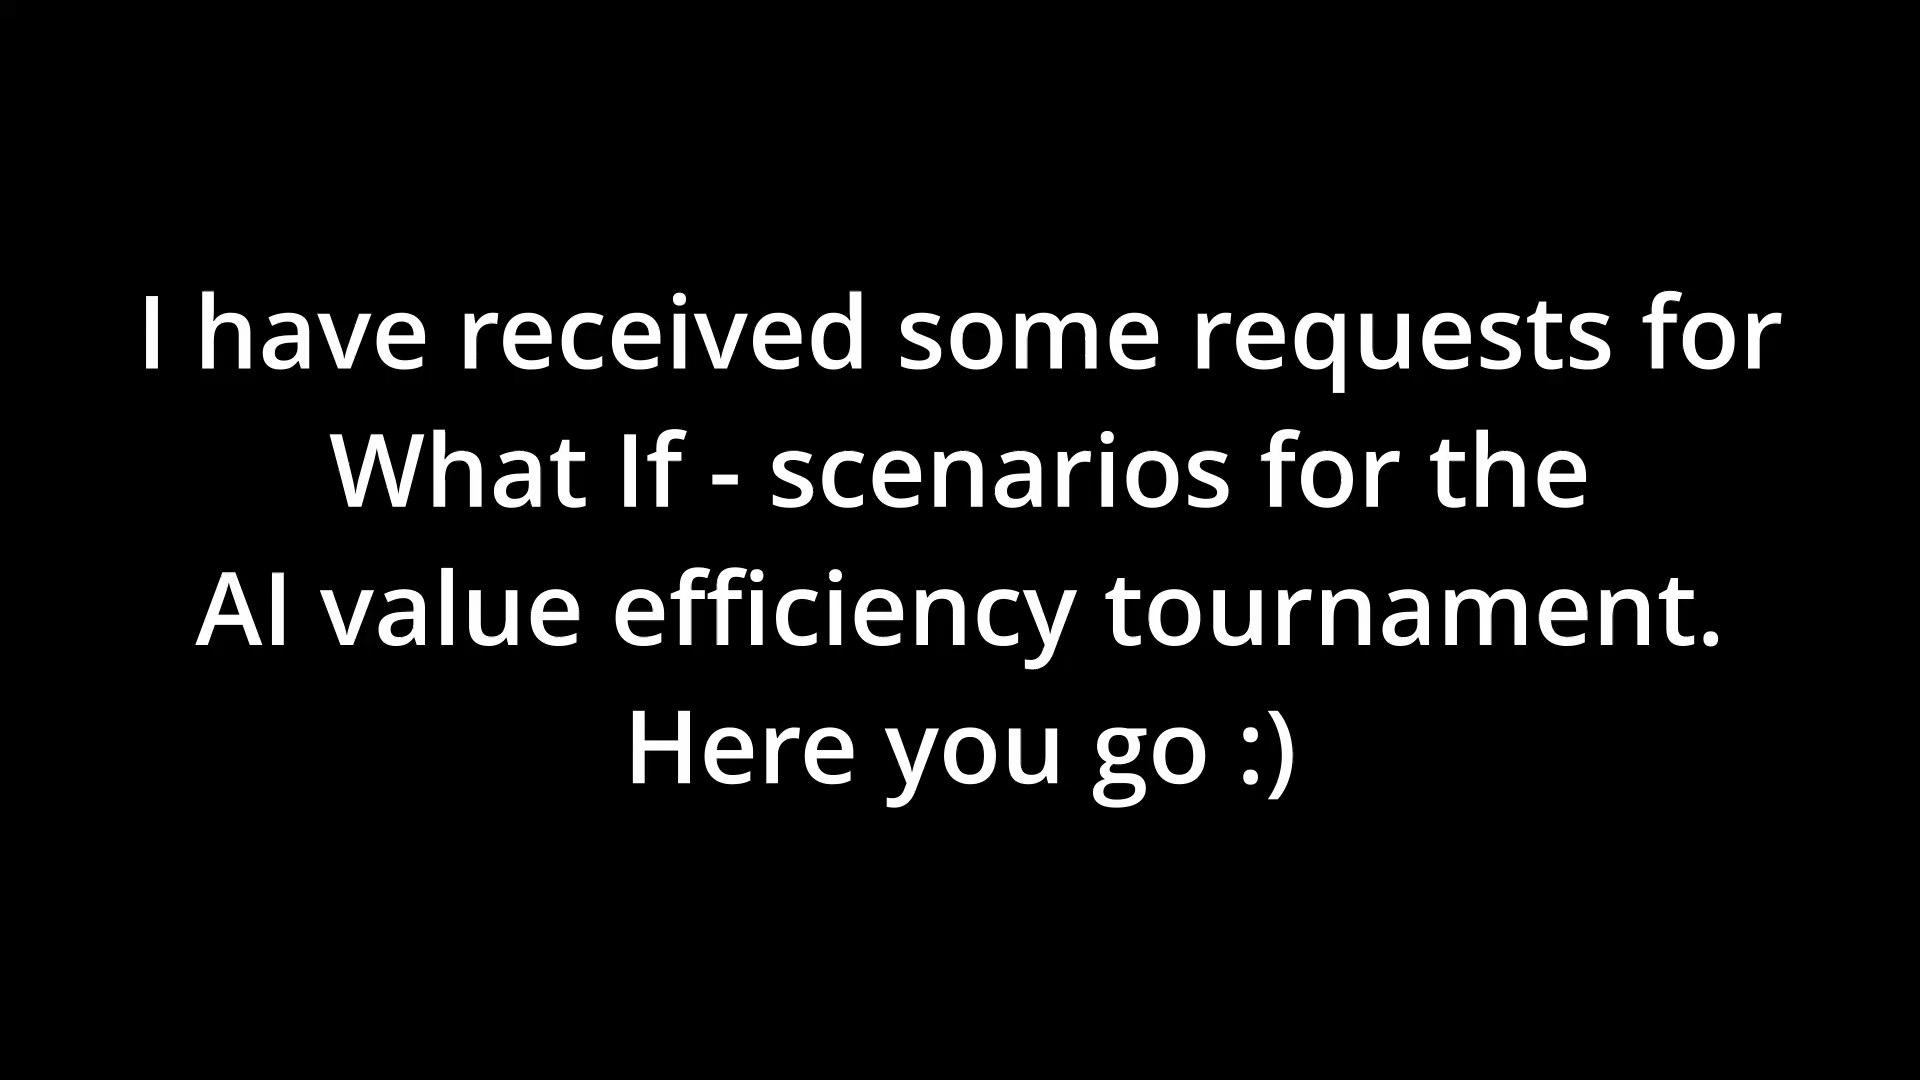 I have received some requests for
What If - scenarios for the
AI value efficiency tournament.
Here you go :)